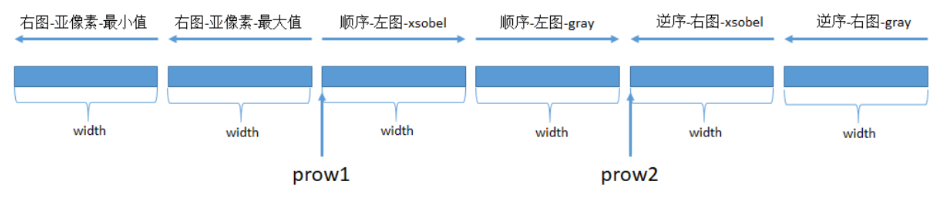 右图-亚像素-最小值 右图-亚像素-最大值 顺序-左图-xsobel 顺序-左图-gray 逆序-右图-xsobel 逆序-右图-gray
width width width width width width
prow1 prow2